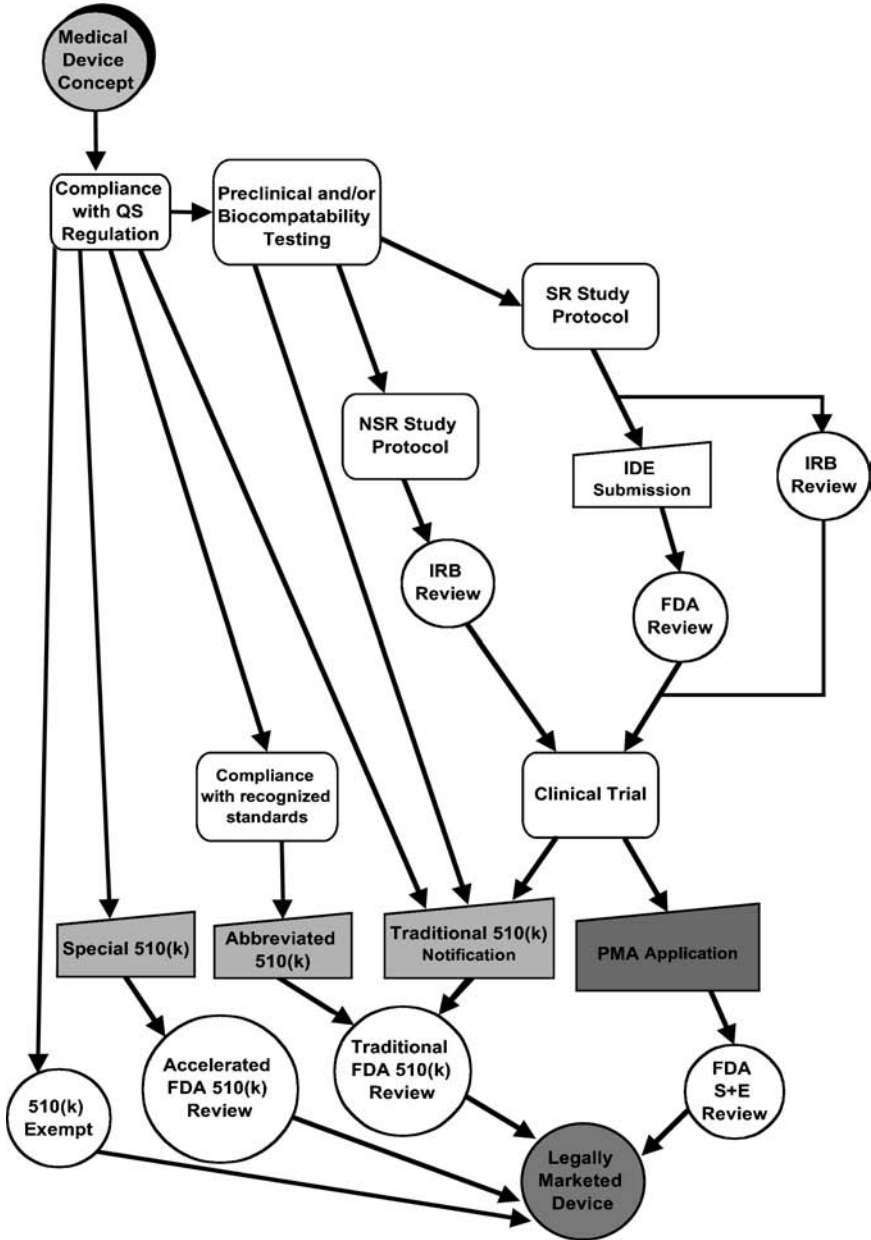 Medical
Device
Concept
Compliance
with QS
Regulation
Preclinical and/or
Biocompatability
Testing
SR Study
Protocol
NSR Study
Protocol
IDE
Submission
IRB
Review
IRB
Review
FDA
Review
Compliance
with recognized
standards
Clinical Trial
Special 510(k)
Abbreviated
510(k)
Traditional 510(k)
Notification
PMA Application
Accelerated
FDA 510(k)
Review
Traditional
FDA 510(k)
Review
FDA
S+E
Review
510(k)
Exempt
Legally
Marketed
Device